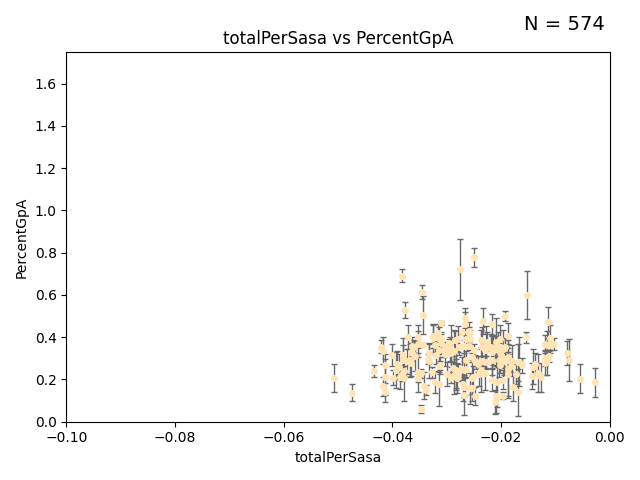 N = 574
totalPerSasa vs PercentGpA
PercentGpA
1.6
1.4
1.2
1.0
0.8
0.6
0.4
0.2
0.0
−0.10 −0.08 −0.06 −0.04 −0.02 0.00
totalPerSasa